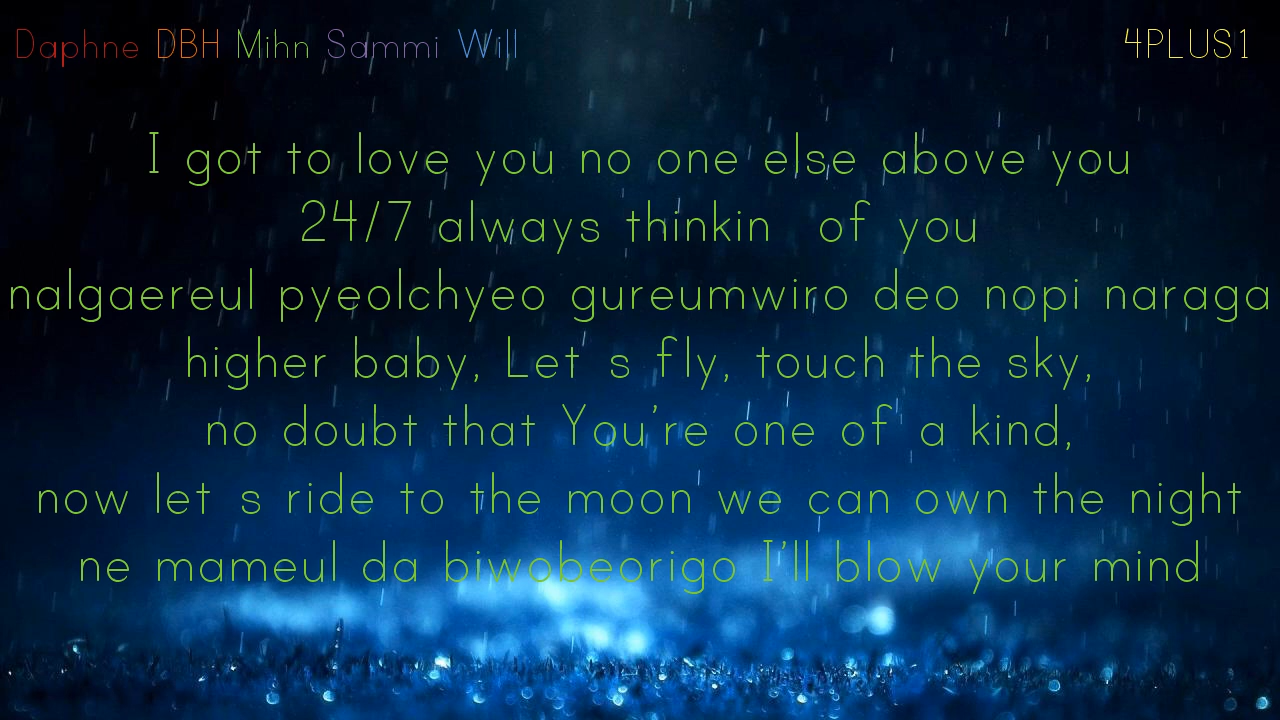 Daphne DBH Mihn Sammi Will
4PLUS1
I got to love you no one else above you
24/7 always thinkin of you
nalgaereul pyeolchyeo gureumwiro deo nopi naraga
higher baby, Let s fly, touch the sky,
no doubt that You're one of a kind,
now let s ride to the moon we can own the night
ne mameul da biwobeorigo I'll blow your mind